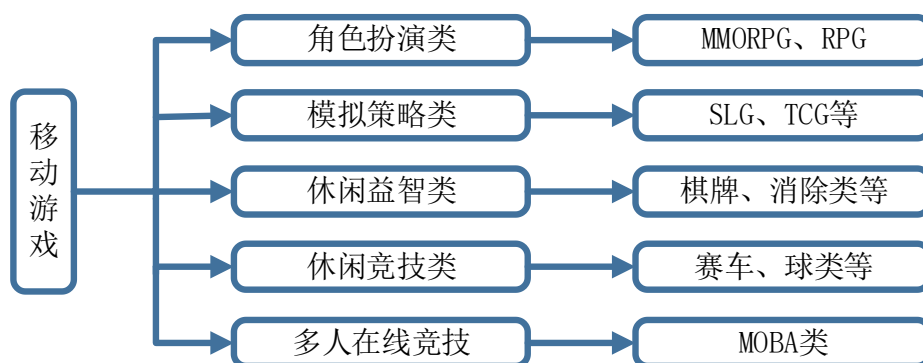 移动游戏
角色扮演类
MMORPG、RPG
模拟策略类
SLG、TCG等
休闲益智类
棋牌、消除类等
休闲竞技类
赛车、球类等
多人在线竞技
MOBA类